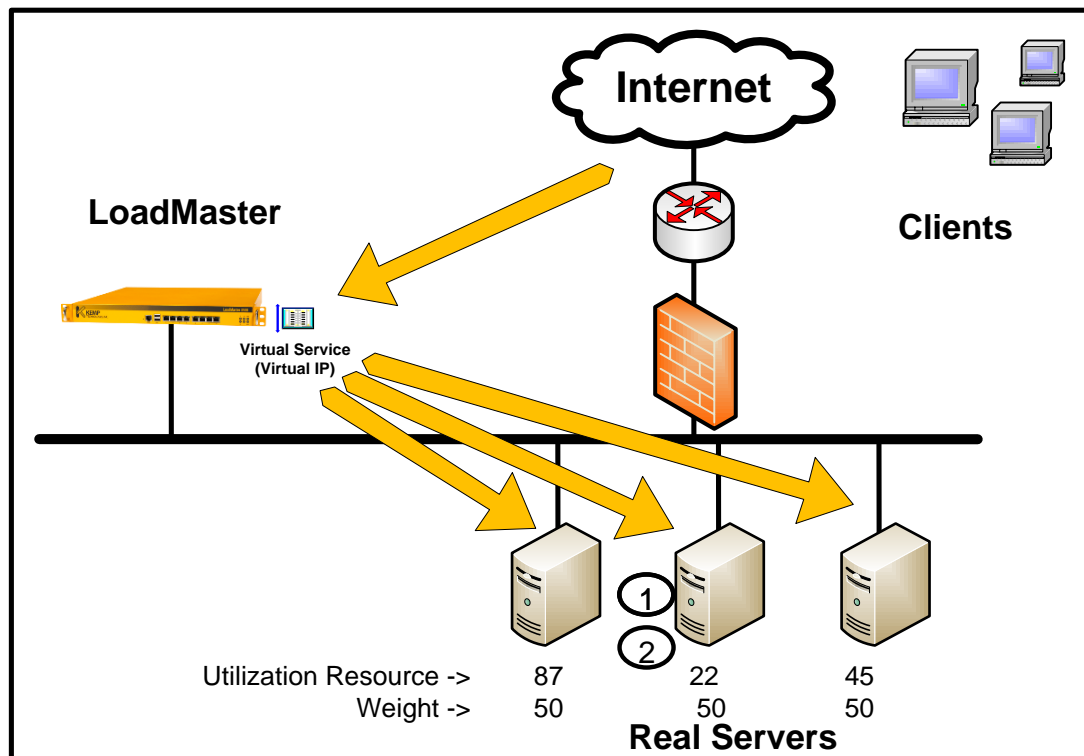 Internet
LoadMaster
Clients
KEMP
Virtual Service
(Virtual IP)
1
2
Utilization Resource -> 87 22 45
Weight -> 50 50 50
Real Servers